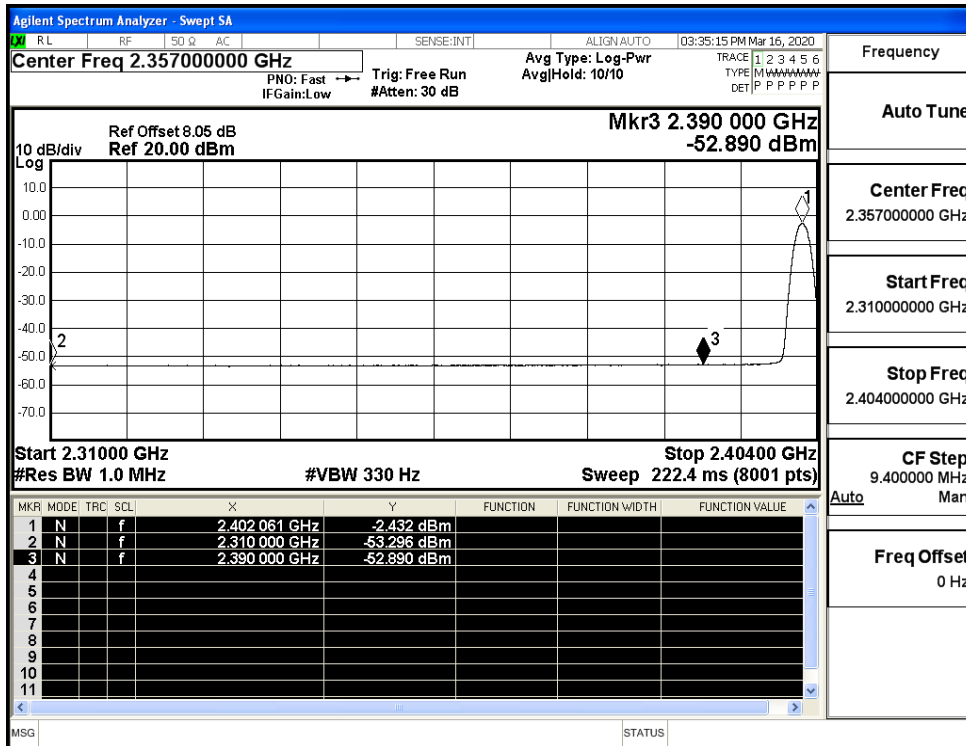 Agilent Spectrum Analyzer - Swept SA
LXI RL RF 50 Ω AC SENSE:INT ALIGN AUTO 03:35:15 PM Mar 16, 2020
Center Freq 2.357000000 GHz
PNO: Fast
IFGain:Low
Trig: Free Run
#Atten: 30 dB
Avg Type: Log-Pwr
Avg|Hold: 10/10
TRACE 1 2 3 4 5 6
TYPE M WWWWW
DET P P P P P P
Ref Offset 8.05 dB
10 dB/div Ref 20.00 dBm
Log
Mkr3 2.390 000 GHz
-52.890 dBm
10.0
0.00
-10.0
-20.0
-30.0
-40.0
-50.0
-60.0
-70.0
1
2
3
Start 2.31000 GHz Stop 2.40400 GHz
#Res BW 1.0 MHz #VBW 330 Hz Sweep 222.4 ms (8001 pts)
MKR MODE TRC SCL X Y FUNCTION FUNCTION WIDTH FUNCTION VALUE
1 N f 2.402 061 GHz -2.432 dBm
2 N f 2.310 000 GHz -53.296 dBm
3 N f 2.390 000 GHz -52.890 dBm
4
5
6
7
8
9
10
11
MSG STATUS
Frequency
Auto Tune
Center Freq
2.357000000 GHz
Start Freq
2.310000000 GHz
Stop Freq
2.404000000 GHz
CF Step
9.400000 MHz
Auto Man
Freq Offset
0 Hz